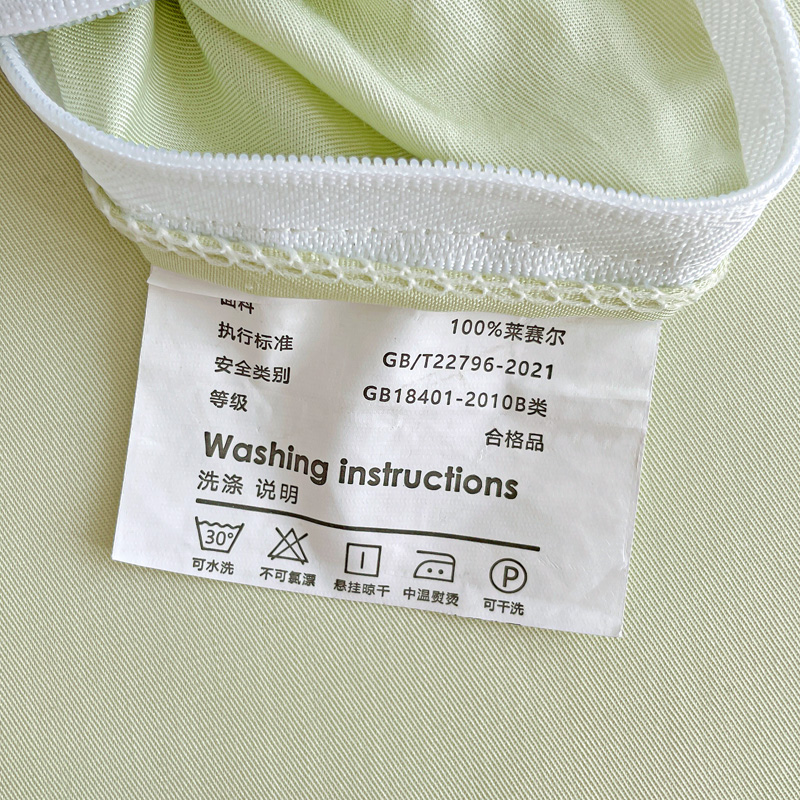 面料 100%莱赛尔
执行标准 GB/T22796-2021
安全类别 GB18401-2010B类
等级 合格品
Washing instructions
洗涤 说明
30° P
可水洗 不可氯漂 悬挂晾干 中温熨烫 可干洗